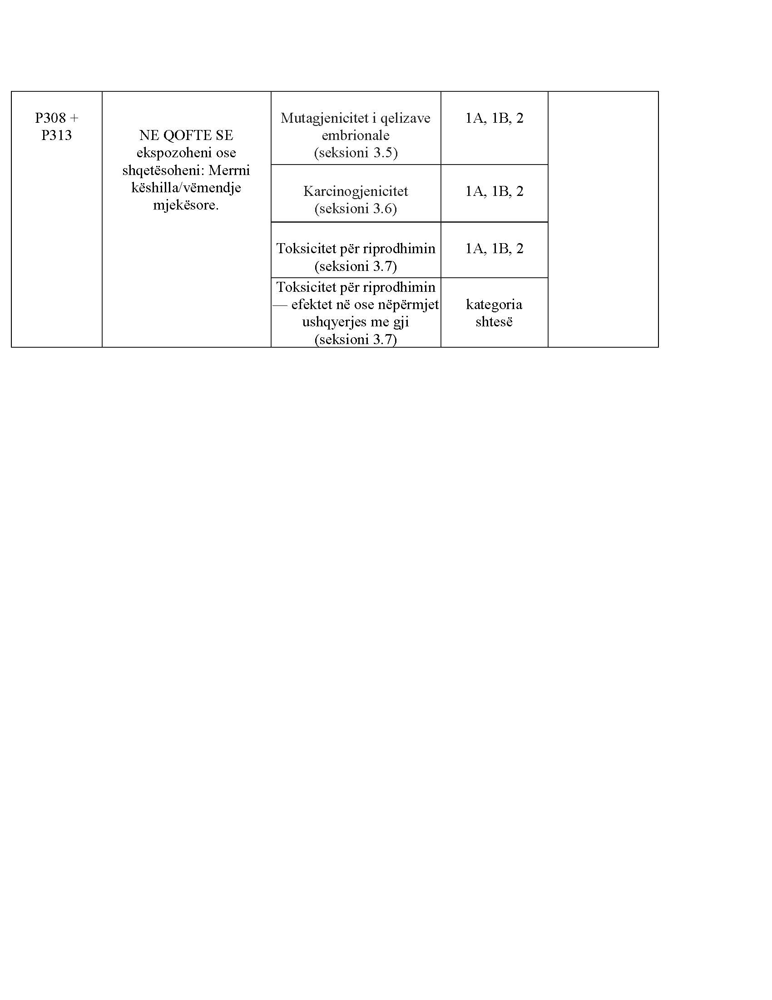 P308 +
P313
NE QOFTE SE
ekspozoheni ose
shqetësoheni: Merrni
këshilla/vëmendje
mjekësore.
Mutagjenicitet i qelizave
embrionale
(seksioni 3.5)
1A, 1B, 2
Karcinogjenicitet
(seksioni 3.6)
1A, 1B, 2
Toksicitet për riprodhimin
(seksioni 3.7)
1A, 1B, 2
Toksicitet për riprodhimin
— efektet në ose nëpërmjet
ushqyerjes me gji
(seksioni 3.7)
kategoria
shtesë